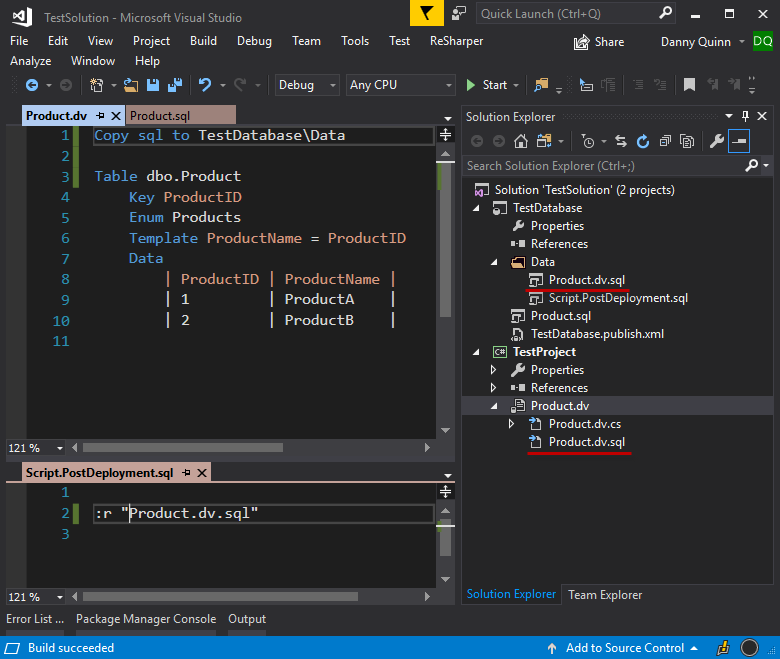 TestSolution - Microsoft Visual Studio
Quick Launch (Ctrl+Q)
File Edit View Project Build Debug Team Tools Test ReSharper
Share Danny Quinn DQ
Analyze Window Help
Debug Any CPU Start
Product.dv Product.sql
1 Copy sql to TestDatabase\Data
2
3 Table dbo.Product
4 Key ProductID
5 Enum Products
6 Template ProductName = ProductID
7 Data
8 | ProductID | ProductName |
9 | 1 | ProductA |
10 | 2 | ProductB |
11
121 %
Script.PostDeployment.sql
1
2 :r "Product.dv.sql"
3
121 %
Solution Explorer
Search Solution Explorer (Ctrl+;)
Solution 'TestSolution' (2 projects)
TestDatabase
Properties
References
Data
Product.dv.sql
Script.PostDeployment.sql
Product.sql
TestDatabase.publish.xml
C# TestProject
Properties
References
Product.dv
Product.dv.cs
Product.dv.sql
Solution Explorer Team Explorer
Error List ... Package Manager Console Output
Build succeeded
Add to Source Control